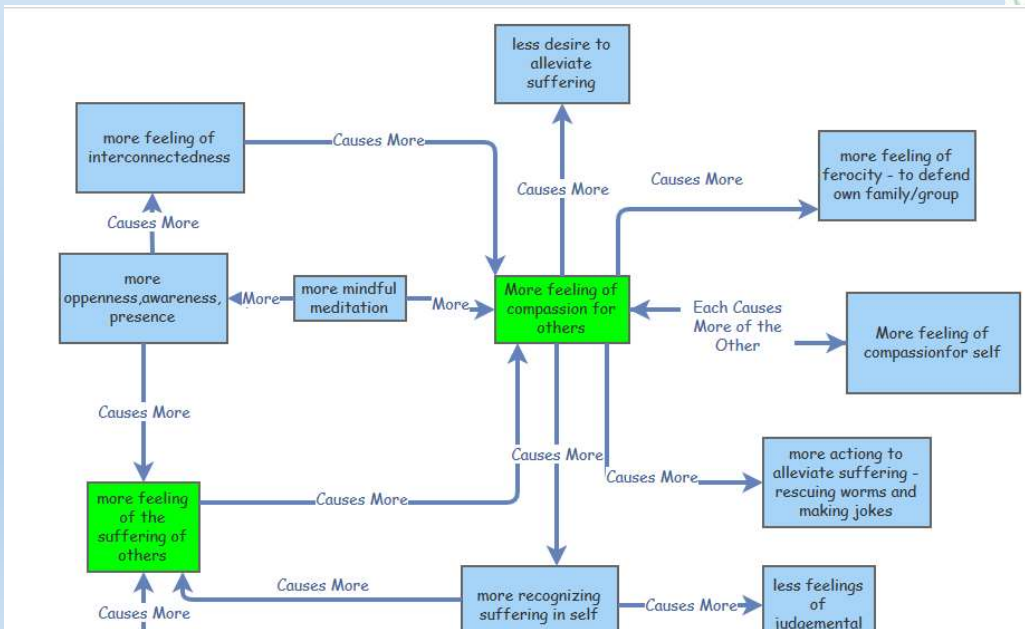 less desire to
alleviate
suffering
more feeling of
interconnectedness
Causes More
more feeling of
ferocity - to defend
own family/group
Causes More
Causes More
Causes More
more
oppenness,awareness,
presence
More
more mindful
meditation
More
More feeling of
compassion for
others
Each Causes
More of the
Other
More feeling of
compassionfor self
Causes More
Causes More
more actiong to
alleviate suffering -
rescuing worms and
making jokes
Causes More
more feeling
of the
suffering of
others
Causes More
Causes More
more recognizing
suffering in self
Causes More
less feelings
of
judgemental
Causes More